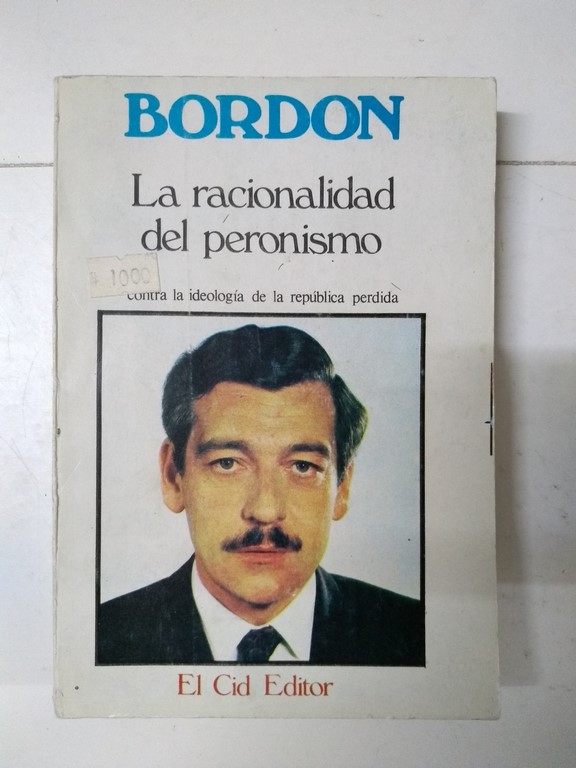 BORDON
La racionalidad
del peronismo
1000
contra la ideología de la república perdida
El Cid Editor